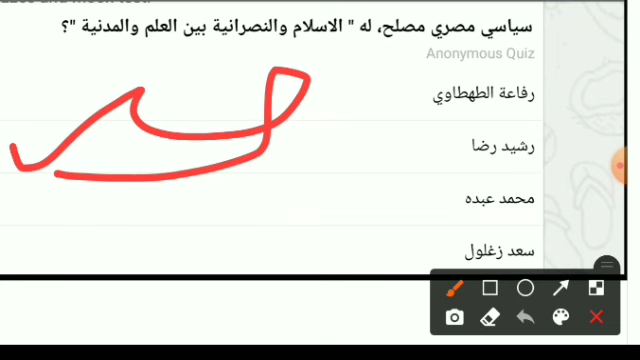 سياسي مصري مصلح، له " الاسلام والنصرانية بين العلم والمدنية "؟
Anonymous Quiz
رفاعة الطهطاوي
رشيد رضا
محمد عبده
سعد زغلول